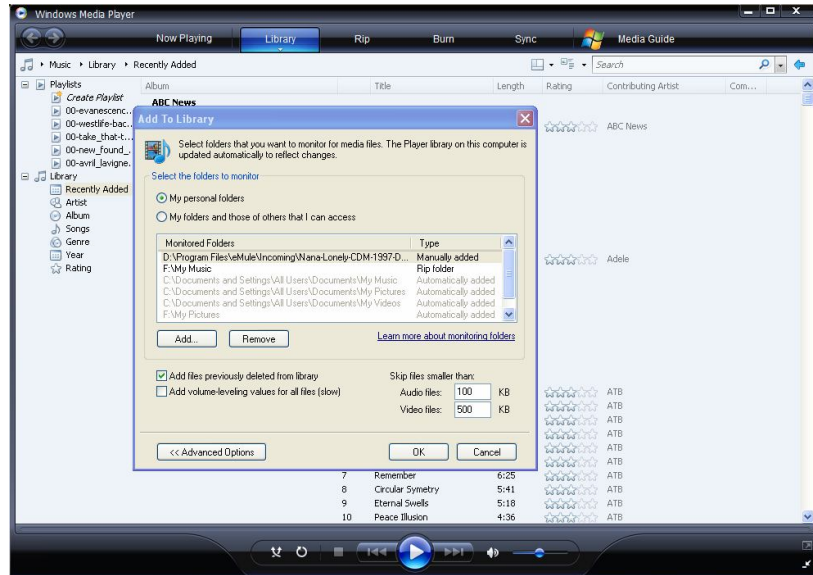 Windows Media Player
Now Playing Library Rip Burn Sync Media Guide
Music Library Recently Added Search
Playlists
Create Playlist
00-evanescenc...
00-westlife-bac...
00-take_that-t...
00-new_found_...
00-avril_lavigne.
Library
Recently Added
Artist
Album
Songs
Genre
Year
Rating
Album Title Length Rating Contributing Artist Com...
ABC News
ABC News
Adele
Add To Library
Select folders that you want to monitor for media files. The Player library on this computer is
updated automatically to reflect changes.
Select the folders to monitor
My personal folders
My folders and those of others that I can access
Monitored Folders Type
D:\Program Files\eMule\Incoming\Nana-Lonely-CDM-1997-D... Manually added
F:\My Music Rip folder
C:\Documents and Settings\All Users\Documents\My Music Automatically added
C:\Documents and Settings\All Users\Documents\My Pictures Automatically added
C:\Documents and Settings\All Users\Documents\My Videos Automatically added
F:\My Pictures Automatically added
Add... Remove Learn more about monitoring folders
Add files previously deleted from library Skip files smaller than:
Add volume-leveling values for all files (slow) Audio files: 100 KB
Video files: 500 KB
<< Advanced Options OK Cancel
ATB
ATB
ATB
ATB
ATB
ATB
7 Remember 6:25 ATB
8 Circular Symetry 5:41 ATB
9 Eternal Swells 5:18 ATB
10 Peace Illusion 4:36 ATB